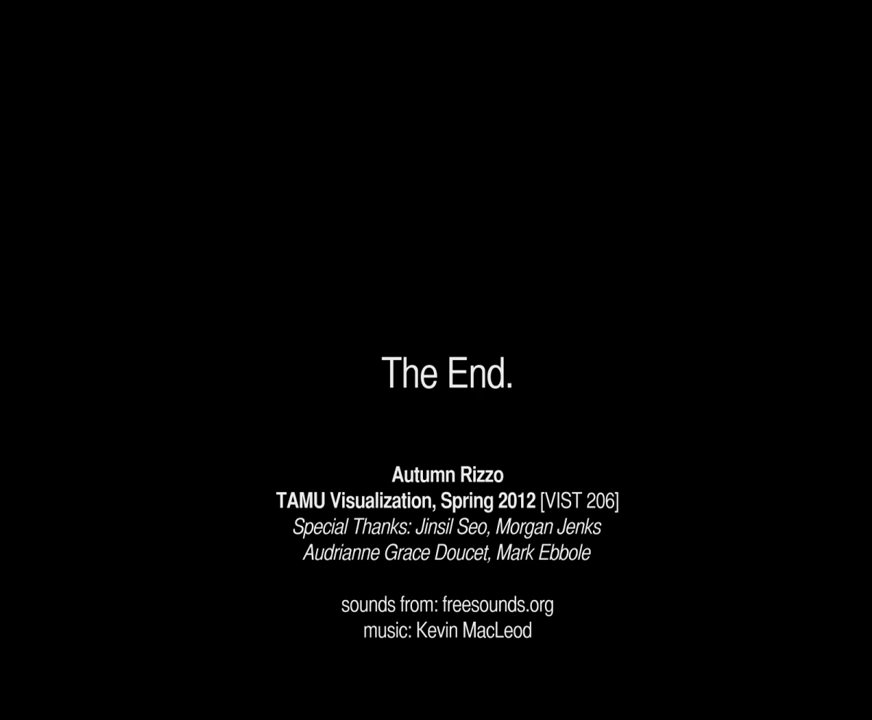 The End.
Autumn Rizzo
TAMU Visualization, Spring 2012 [VIST 206]
Special Thanks: Jinsil Seo, Morgan Jenks
Audrianne Grace Doucet, Mark Ebbole
sounds from: freesounds.org
music: Kevin MacLeod